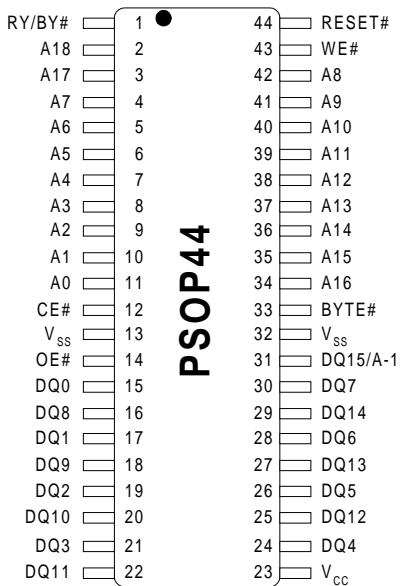 RY/BY# 1 44 RESET#
A18 2 43 WE#
A17 3 42 A8
A7 4 41 A9
A6 5 40 A10
A5 6 39 A11
A4 7 38 A12
A3 8 37 A13
A2 9 36 A14
A1 10 35 A15
A0 11 34 A16
CE# 12 33 BYTE#
VSS 13 32 VSS
OE# 14 31 DQ15/A-1
DQ0 15 30 DQ7
DQ8 16 29 DQ14
DQ1 17 28 DQ6
DQ9 18 27 DQ13
DQ2 19 26 DQ5
DQ10 20 25 DQ12
DQ3 21 24 DQ4
DQ11 22 23 VCC
PSOP44